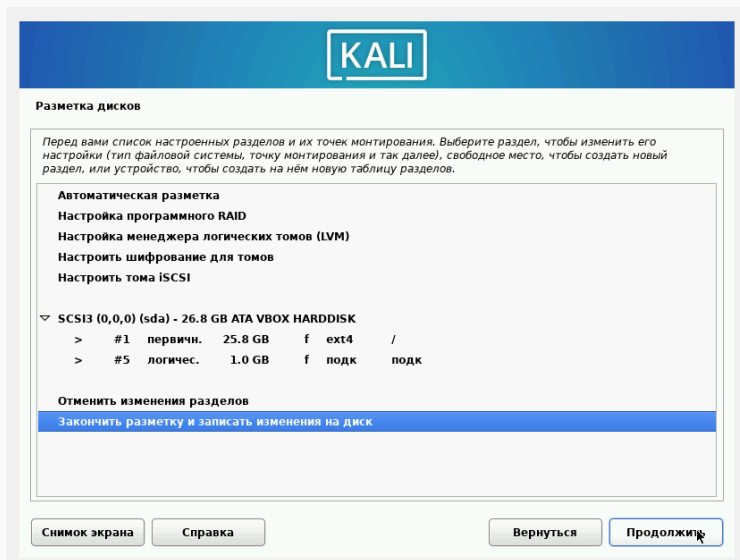 KALI
Разметка дисков
Перед вами список настроенных разделов и их точек монтирования. Выберите раздел, чтобы изменить его
настройки (тип файловой системы, точку монтирования и так далее), свободное место, чтобы создать новый
раздел, или устройство, чтобы создать на нём новую таблицу разделов.
Автоматическая разметка
Настройка программного RAID
Настройка менеджера логических томов (LVM)
Настроить шифрование для томов
Настроить тома iSCSI
SCSI3 (0,0,0) (sda) - 26.8 GB ATA VBOX HARDDISK
> #1 первичн. 25.8 GB f ext4 /
> #5 логичес. 1.0 GB f подк подк
Отменить изменения разделов
Закончить разметку и записать изменения на диск
Снимок экрана Справка Вернуться Продолжить